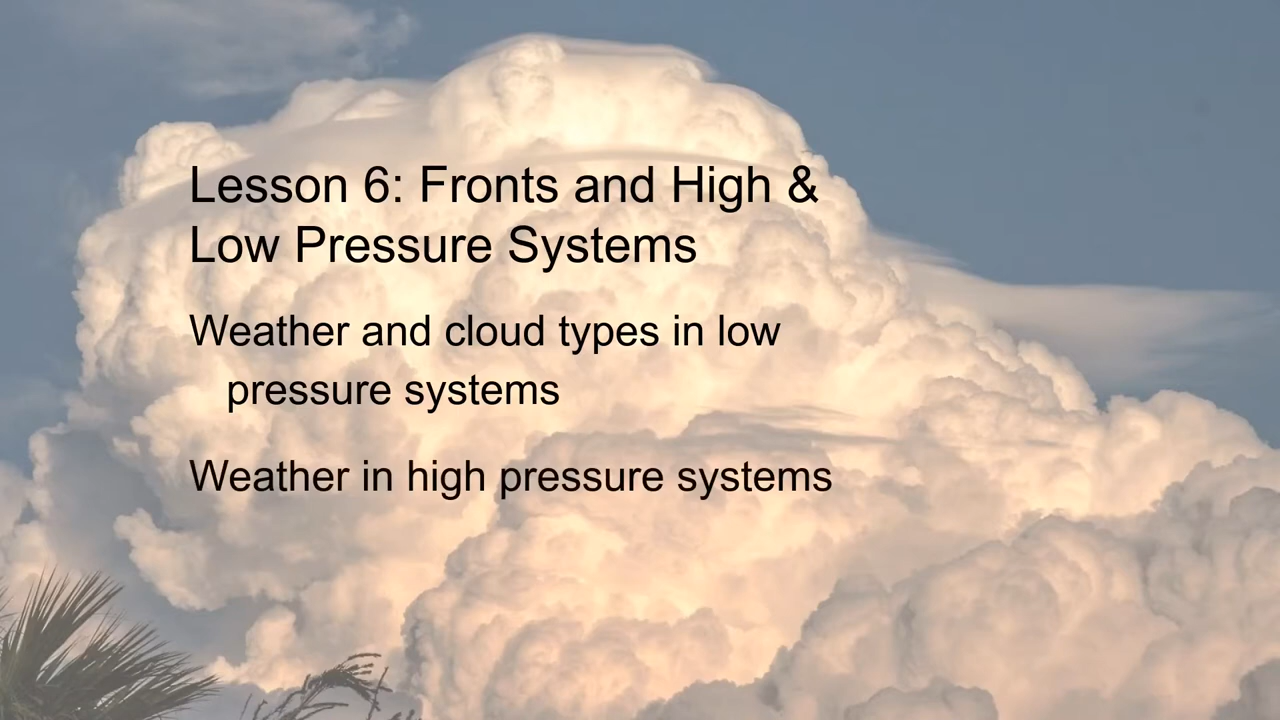 Lesson 6: Fronts and High &
Low Pressure Systems
Weather and cloud types in low
pressure systems
Weather in high pressure systems